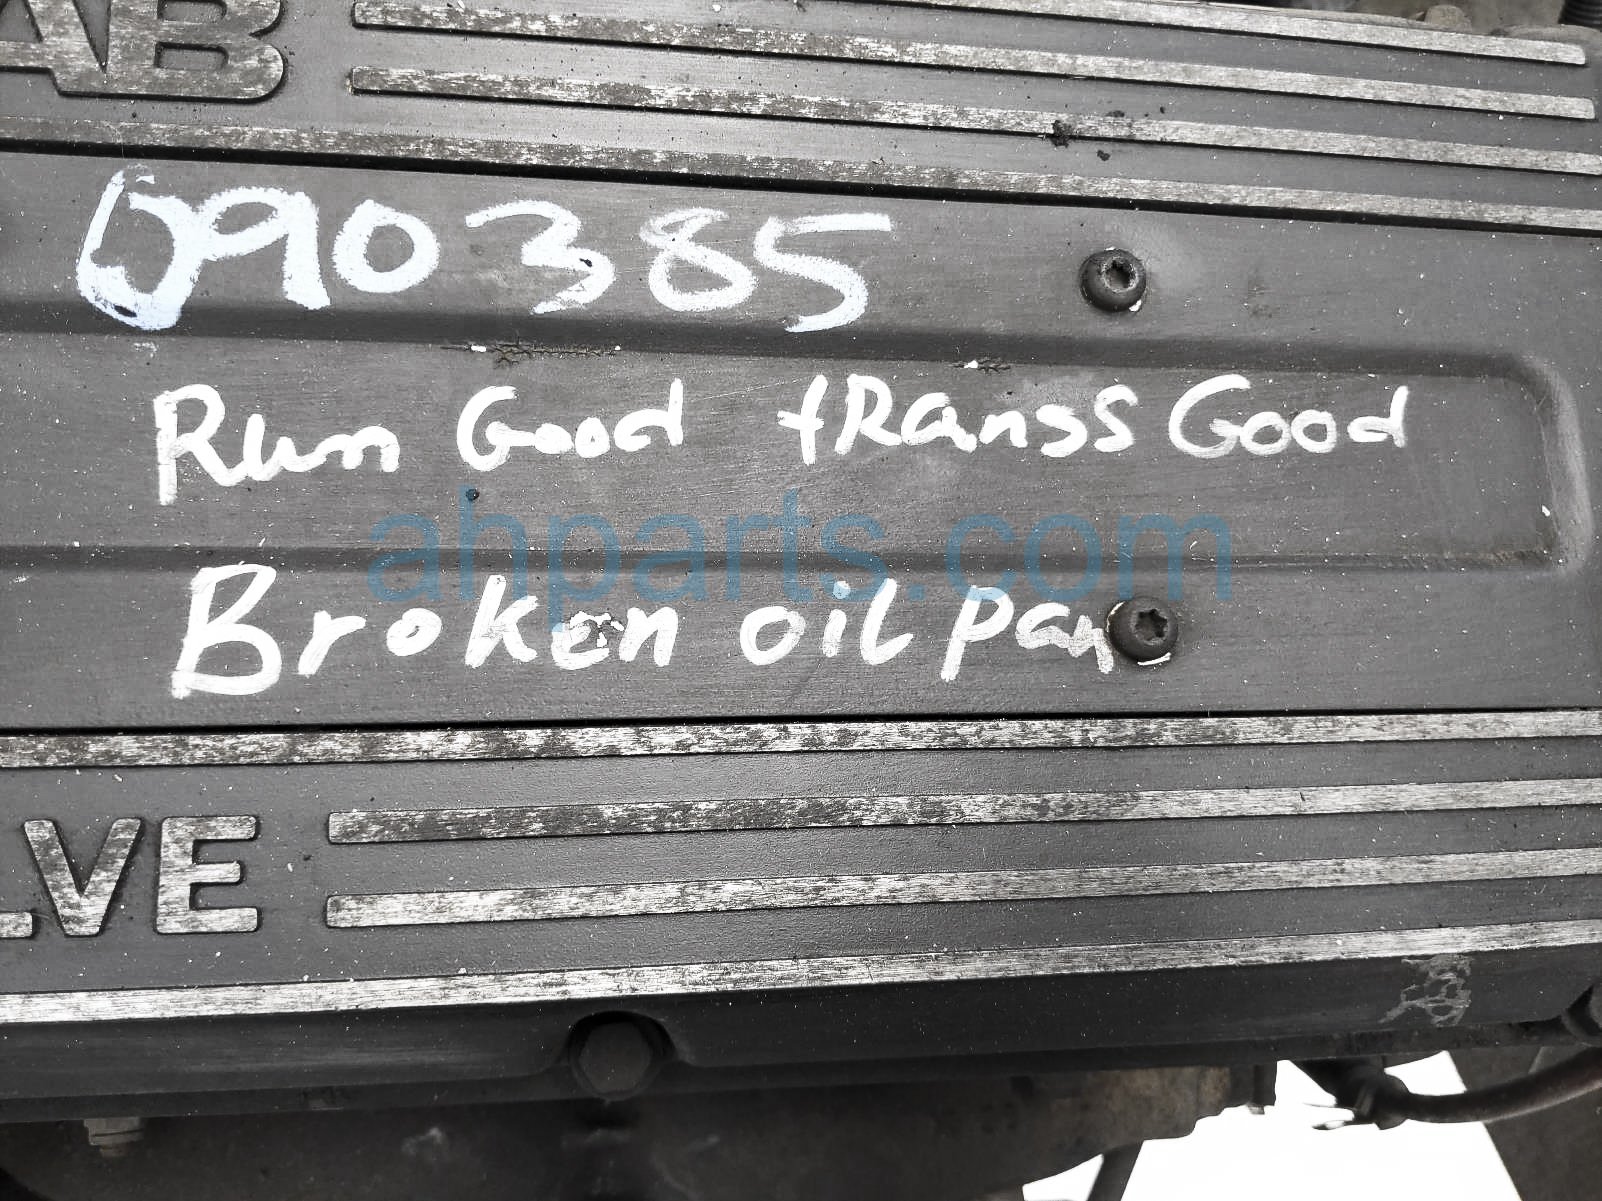 AB
090385
Run Good tRanss Good
ahparts.com
Broken oil pan
LVE